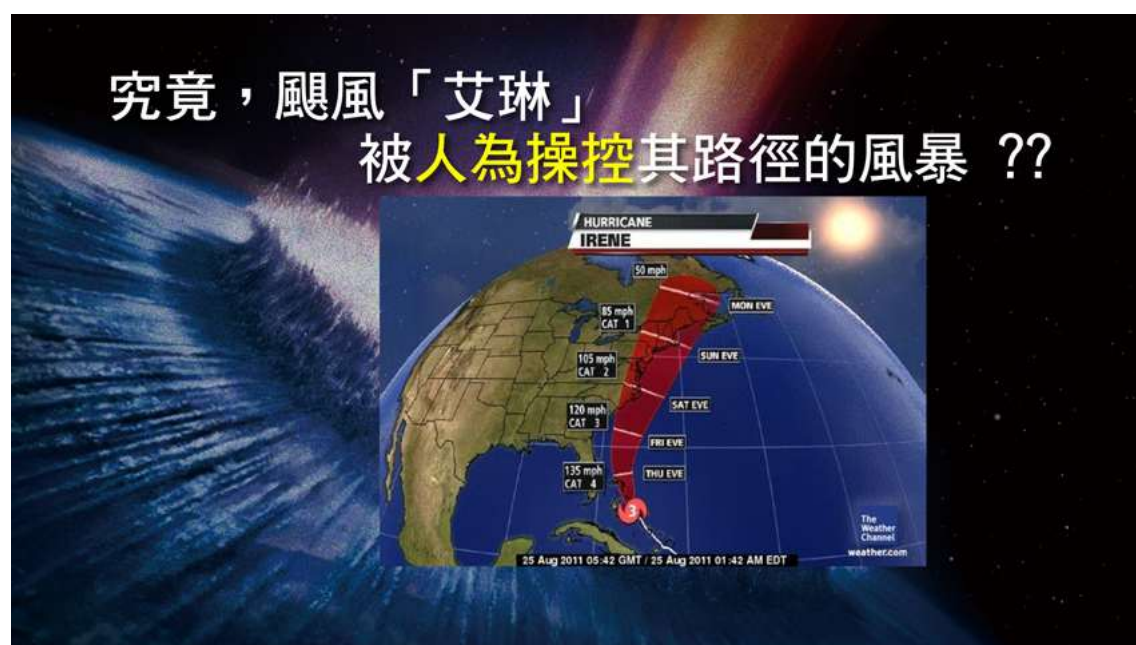 究竟，颶風「艾琳」
被人為操控其路徑的風暴 ??
HURRICANE
IRENE
50 mph
MON EVE
85 mph
CAT 1
SUN EVE
105 mph
CAT 2
SAT EVE
120 mph
CAT 3
FRI EVE
135 mph
CAT 4
THU EVE
3
The
Weather
Channel
weather.com
25 Aug 2011 05:42 GMT / 25 Aug 2011 01:42 AM EDT